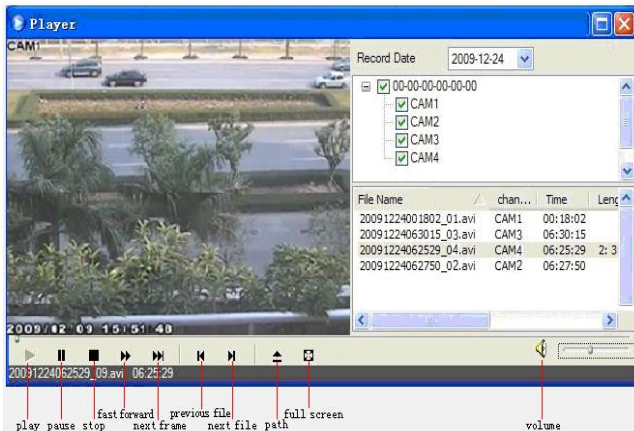 Player
CAM1
Record Date 2009-12-24
00-00-00-00-00-00
CAM1
CAM2
CAM3
CAM4
File Name chan... Time Leng
20091224001802_01.avi CAM1 00:18:02
20091224063015_03.avi CAM3 06:30:15
20091224062529_04.avi CAM4 06:25:29 2: 3
20091224062750_02.avi CAM2 06:27:50
2009/12 09 15:51:48
20091224062529_09.avi 06:25:29
fast forward previous file full screen
play pause stop next frame next file path volume